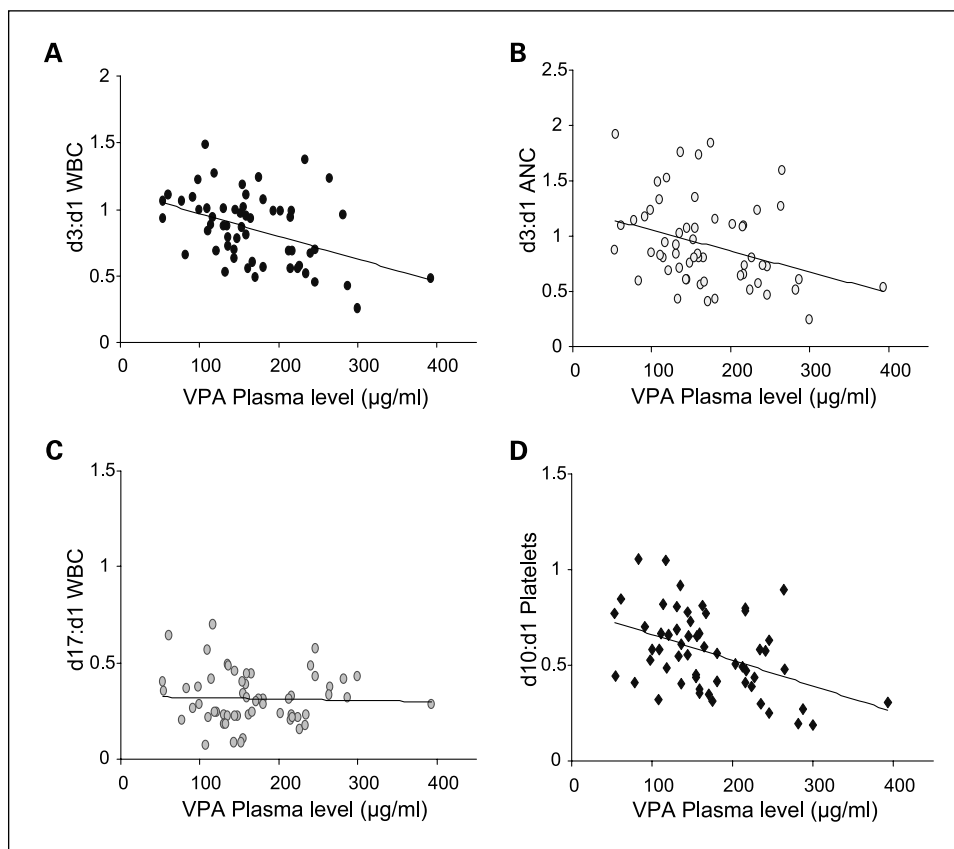 A
2
1.5
1
0.5
0
d3:d1 WBC
0 100 200 300 400
VPA Plasma level (µg/ml)
B
2.5
2
1.5
1
0.5
0
d3:d1 ANC
0 100 200 300 400
VPA Plasma level (µg/ml)
C
1.5
1
0.5
0
d17:d1 WBC
0 100 200 300 400
VPA Plasma level (µg/ml)
D
1.5
1
0.5
0
d10:d1 Platelets
0 100 200 300 400
VPA Plasma level (µg/ml)